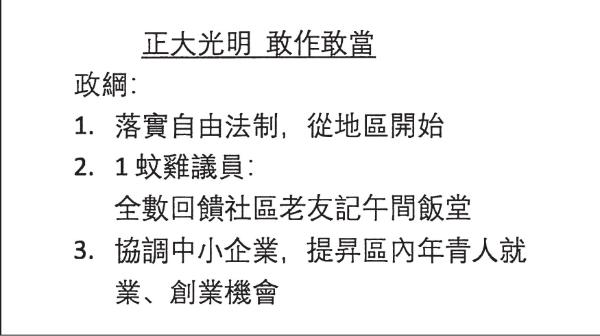 正大光明 敢作敢當
政綱:
1. 落實自由法制, 從地區開始
2. 1 蚊雞議員:
全數回饋社區老友記午間飯堂
3. 協調中小企業, 提昇區內年青人就
業、創業機會